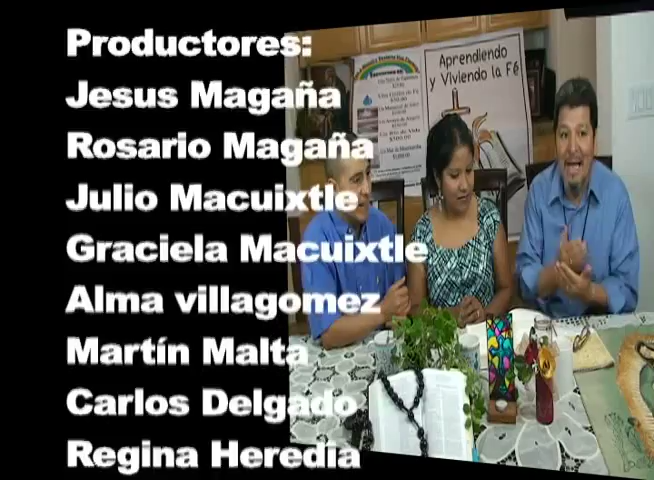 Productores:
Jesus Magaña
Rosario Magaña
Julio Macuixtle
Graciela Macuixtle
Alma villagomez
Martín Malta
Carlos Delgado
Regina Heredia
Aprendiendo
y Viviendo la Fé